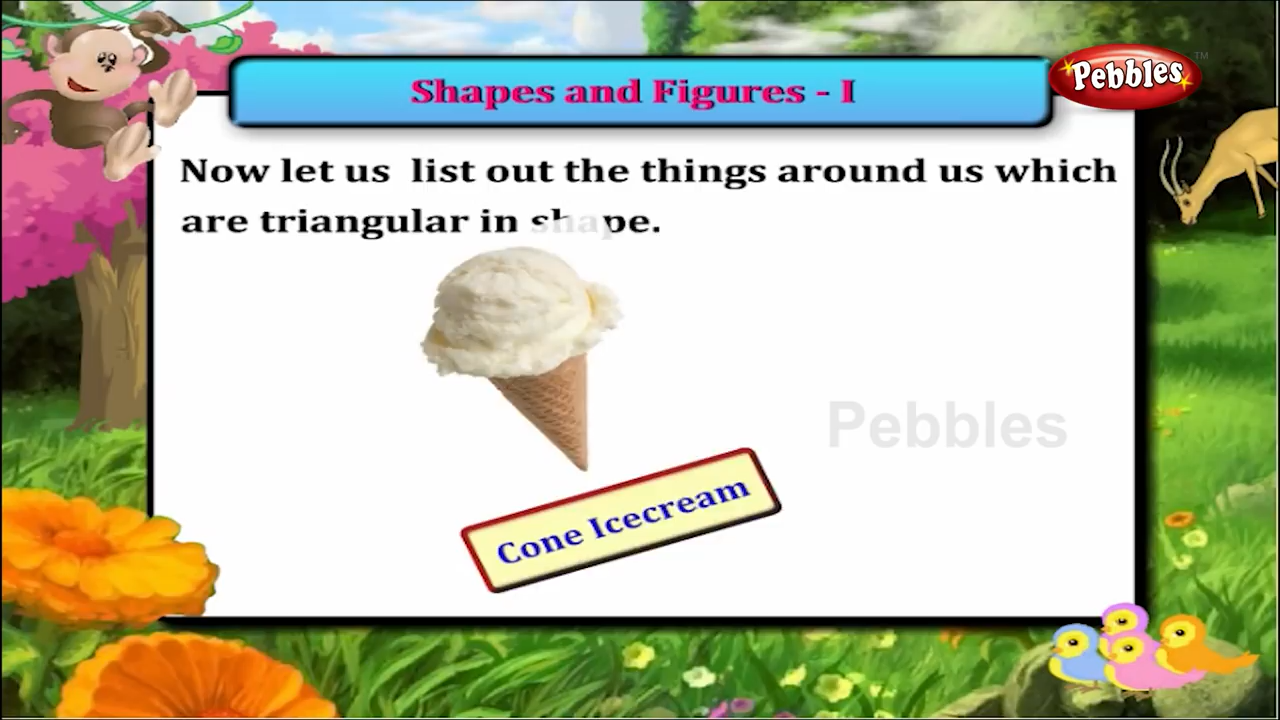 Shapes and Figures - I
Pebbles
TM
Now let us list out the things around us which
are triangular in shape.
Pebbles
Cone Icecream